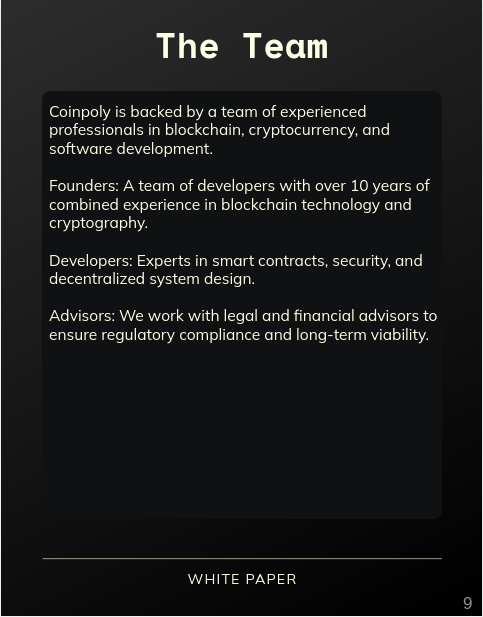 The Team
Coinpoly is backed by a team of experienced
professionals in blockchain, cryptocurrency, and
software development.
Founders: A team of developers with over 10 years of
combined experience in blockchain technology and
cryptography.
Developers: Experts in smart contracts, security, and
decentralized system design.
Advisors: We work with legal and financial advisors to
ensure regulatory compliance and long-term viability.
WHITE PAPER
9